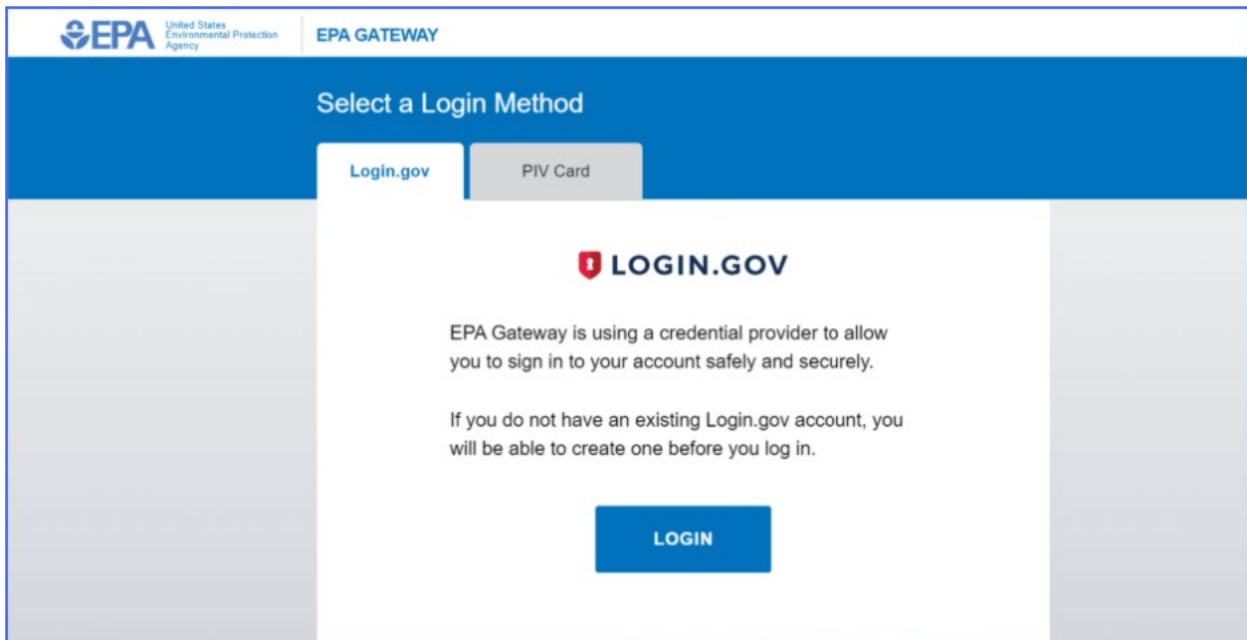 EPA
United States
Environmental Protection
Agency
EPA GATEWAY
Select a Login Method
Login.gov
PIV Card
LOGIN.GOV
EPA Gateway is using a credential provider to allow
you to sign in to your account safely and securely.
If you do not have an existing Login.gov account, you
will be able to create one before you log in.
LOGIN